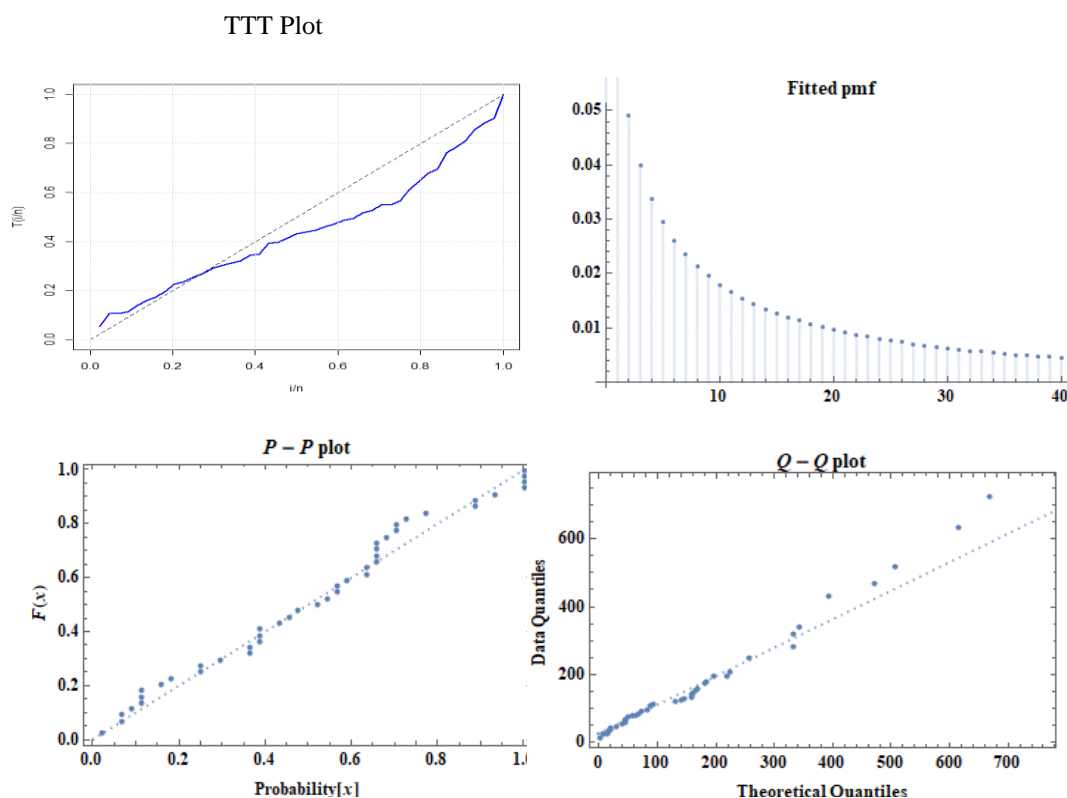 TTT Plot
1.0
0.8
0.6
0.4
0.2
0.0
T(i/n)
0.0 0.2 0.4 0.6 0.8 1.0
i/n
Fitted pmf
0.05
0.04
0.03
0.02
0.01
10 20 30 40
P – P plot
1.0
0.8
0.6
0.4
0.2
0.0
F(x)
0.0 0.2 0.4 0.6 0.8 1.0
Probability[x]
Q – Q plot
600
400
200
0
Data Quantiles
0 100 200 300 400 500 600 700
Theoretical Quantiles